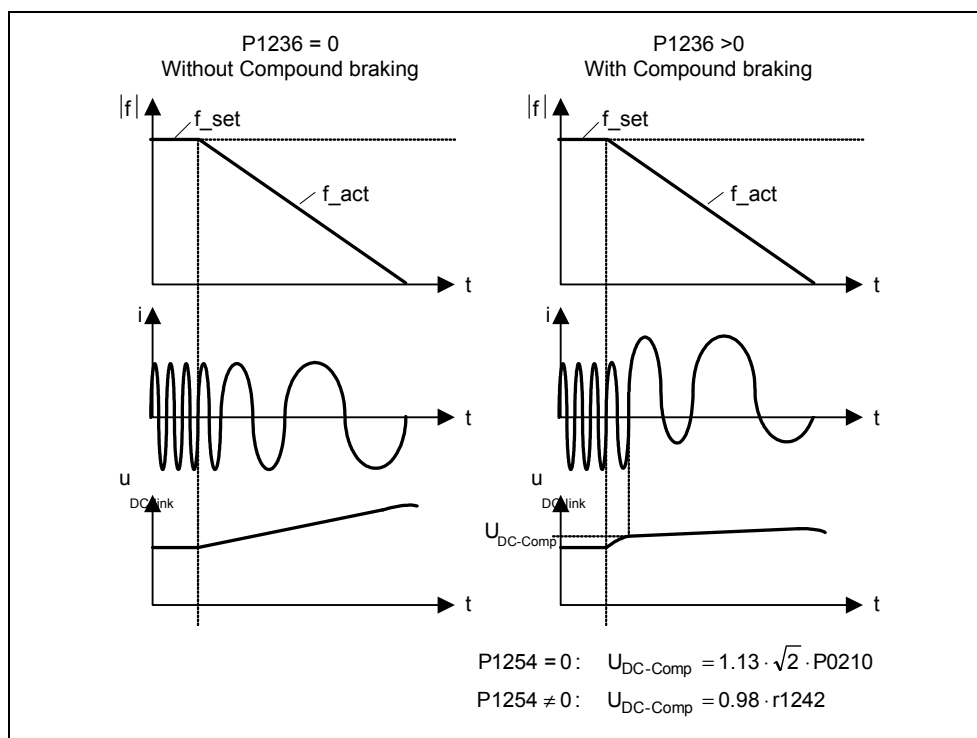 P1236 = 0
Without Compound braking
|f|
f_set
f_act
t
i
t
u
DC-link
t
P1236 >0
With Compound braking
|f|
f_set
f_act
t
i
t
u
DC-link
U_DC-Comp
t
P1254 = 0: U_DC-Comp = 1.13 · √2 · P0210
P1254 ≠ 0: U_DC-Comp = 0.98 · r1242